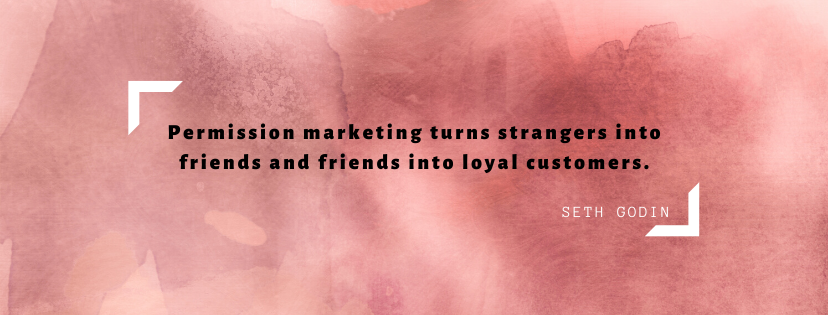 Permission marketing turns strangers into
friends and friends into loyal customers.
SETH GODIN